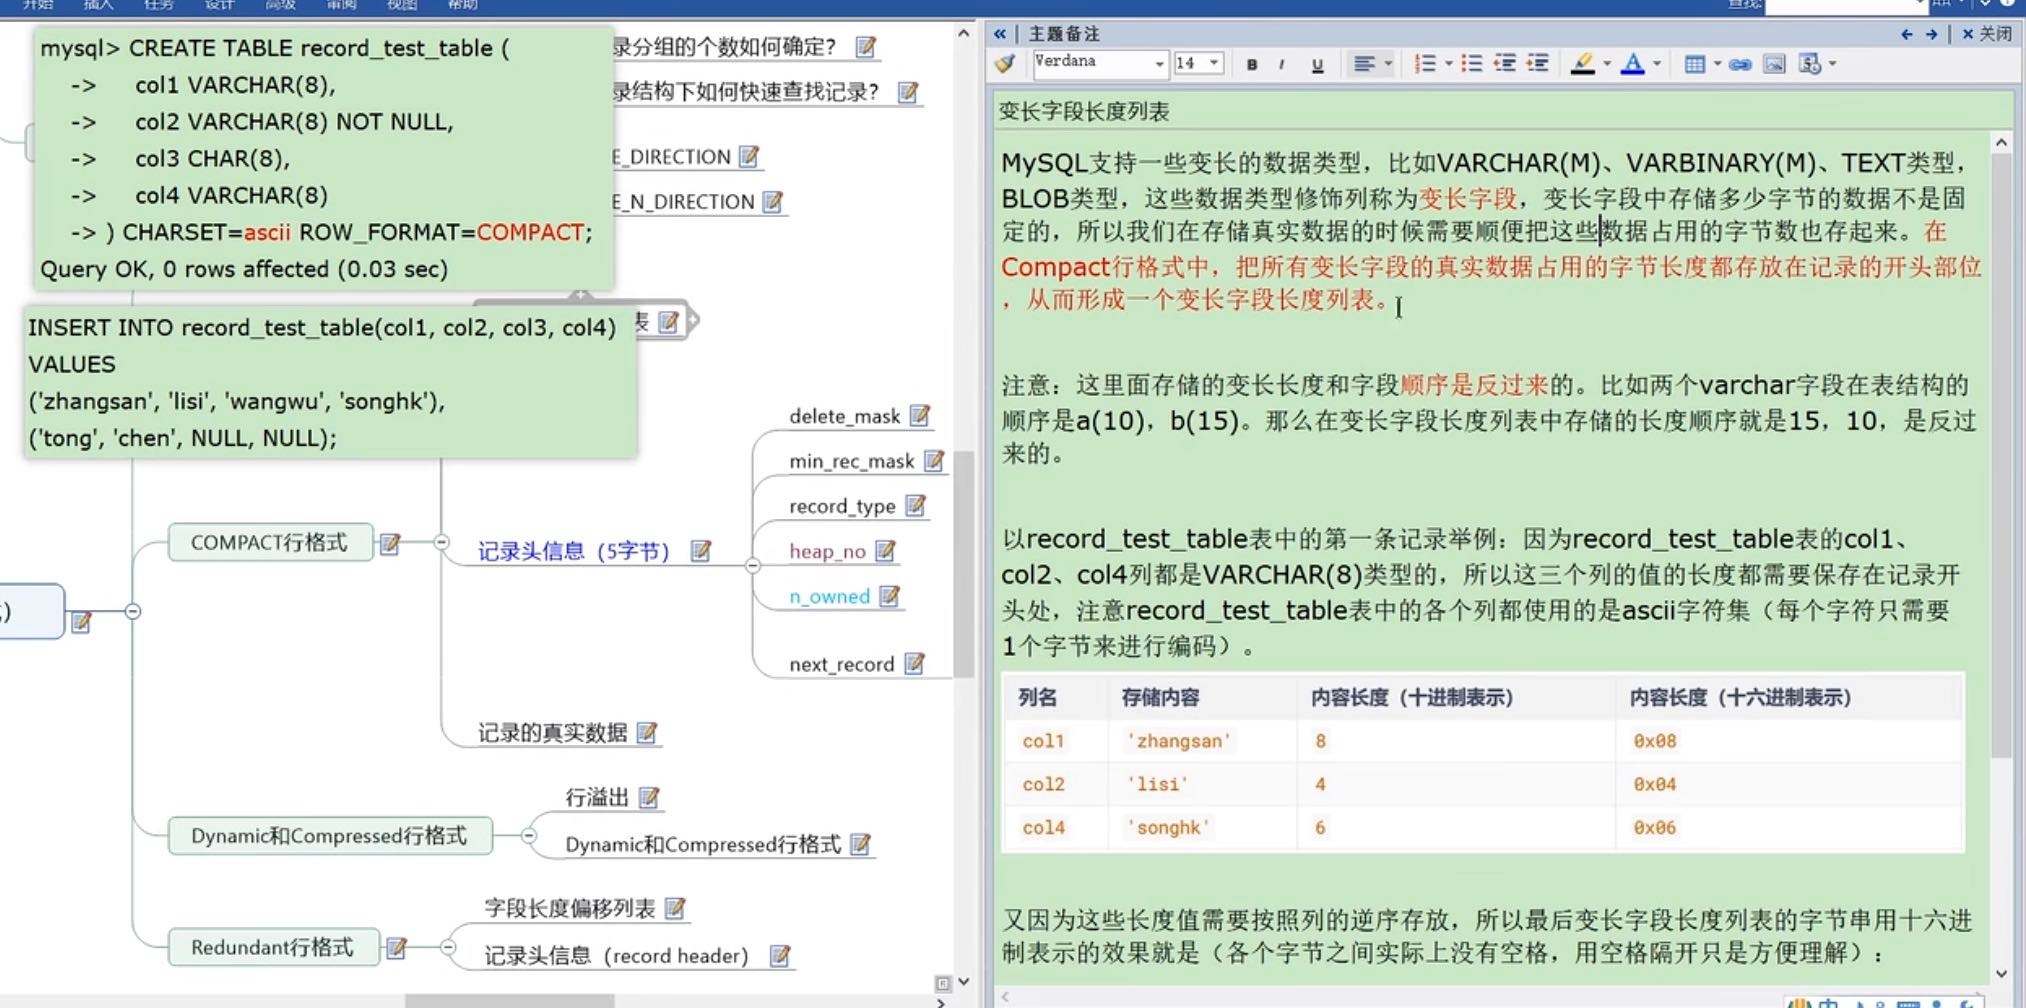 开始 插入 任务 设计 高级 审阅 视图 帮助
查找:
mysql> CREATE TABLE record_test_table (
-> col1 VARCHAR(8),
-> col2 VARCHAR(8) NOT NULL,
-> col3 CHAR(8),
-> col4 VARCHAR(8)
-> ) CHARSET=ascii ROW_FORMAT=COMPACT;
Query OK, 0 rows affected (0.03 sec)
INSERT INTO record_test_table(col1, col2, col3, col4)
VALUES
('zhangsan', 'lisi', 'wangwu', 'songhk'),
('tong', 'chen', NULL, NULL);
录分组的个数如何确定?
录结构下如何快速查找记录?
E_DIRECTION
E_N_DIRECTION
表
delete_mask
min_rec_mask
record_type
heap_no
n_owned
next_record
COMPACT行格式
记录头信息（5字节）
记录的真实数据
行溢出
Dynamic和Compressed行格式
Dynamic和Compressed行格式
字段长度偏移列表
Redundant行格式
记录头信息（record header）
主题备注
关闭
Verdana 14 B I U A
变长字段长度列表
MySQL支持一些变长的数据类型，比如VARCHAR(M)、VARBINARY(M)、TEXT类型，
BLOB类型，这些数据类型修饰列称为变长字段，变长字段中存储多少字节的数据不是固
定的，所以我们在存储真实数据的时候需要顺便把这些数据占用的字节数也存起来。在
Compact行格式中，把所有变长字段的真实数据占用的字节长度都存放在记录的开头部位
，从而形成一个变长字段长度列表。
注意：这里面存储的变长长度和字段顺序是反过来的。比如两个varchar字段在表结构的
顺序是a(10)，b(15)。那么在变长字段长度列表中存储的长度顺序就是15，10，是反过
来的。
以record_test_table表中的第一条记录举例：因为record_test_table表的col1、
col2、col4列都是VARCHAR(8)类型的，所以这三个列的值的长度都需要保存在记录开
头处，注意record_test_table表中的各个列都使用的是ascii字符集（每个字符只需要
1个字节来进行编码）。
列名 存储内容 内容长度（十进制表示） 内容长度（十六进制表示）
col1 'zhangsan' 8 0x08
col2 'lisi' 4 0x04
col4 'songhk' 6 0x06
又因为这些长度值需要按照列的逆序存放，所以最后变长字段长度列表的字节串用十六进
制表示的效果就是（各个字节之间实际上没有空格，用空格隔开只是方便理解）：